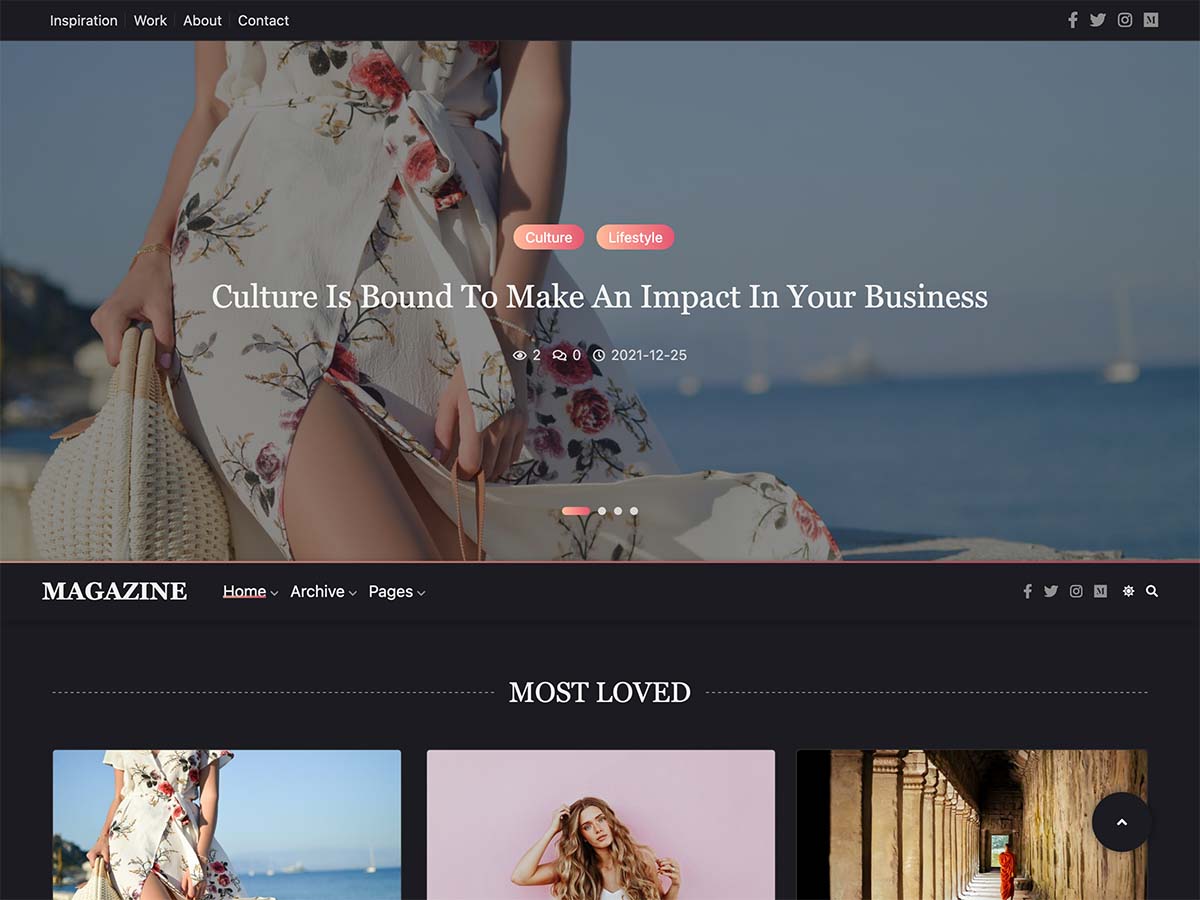 Inspiration Work About Contact
Culture Lifestyle
Culture Is Bound To Make An Impact In Your Business
2 0 2021-12-25
MAGAZINE Home Archive Pages
MOST LOVED